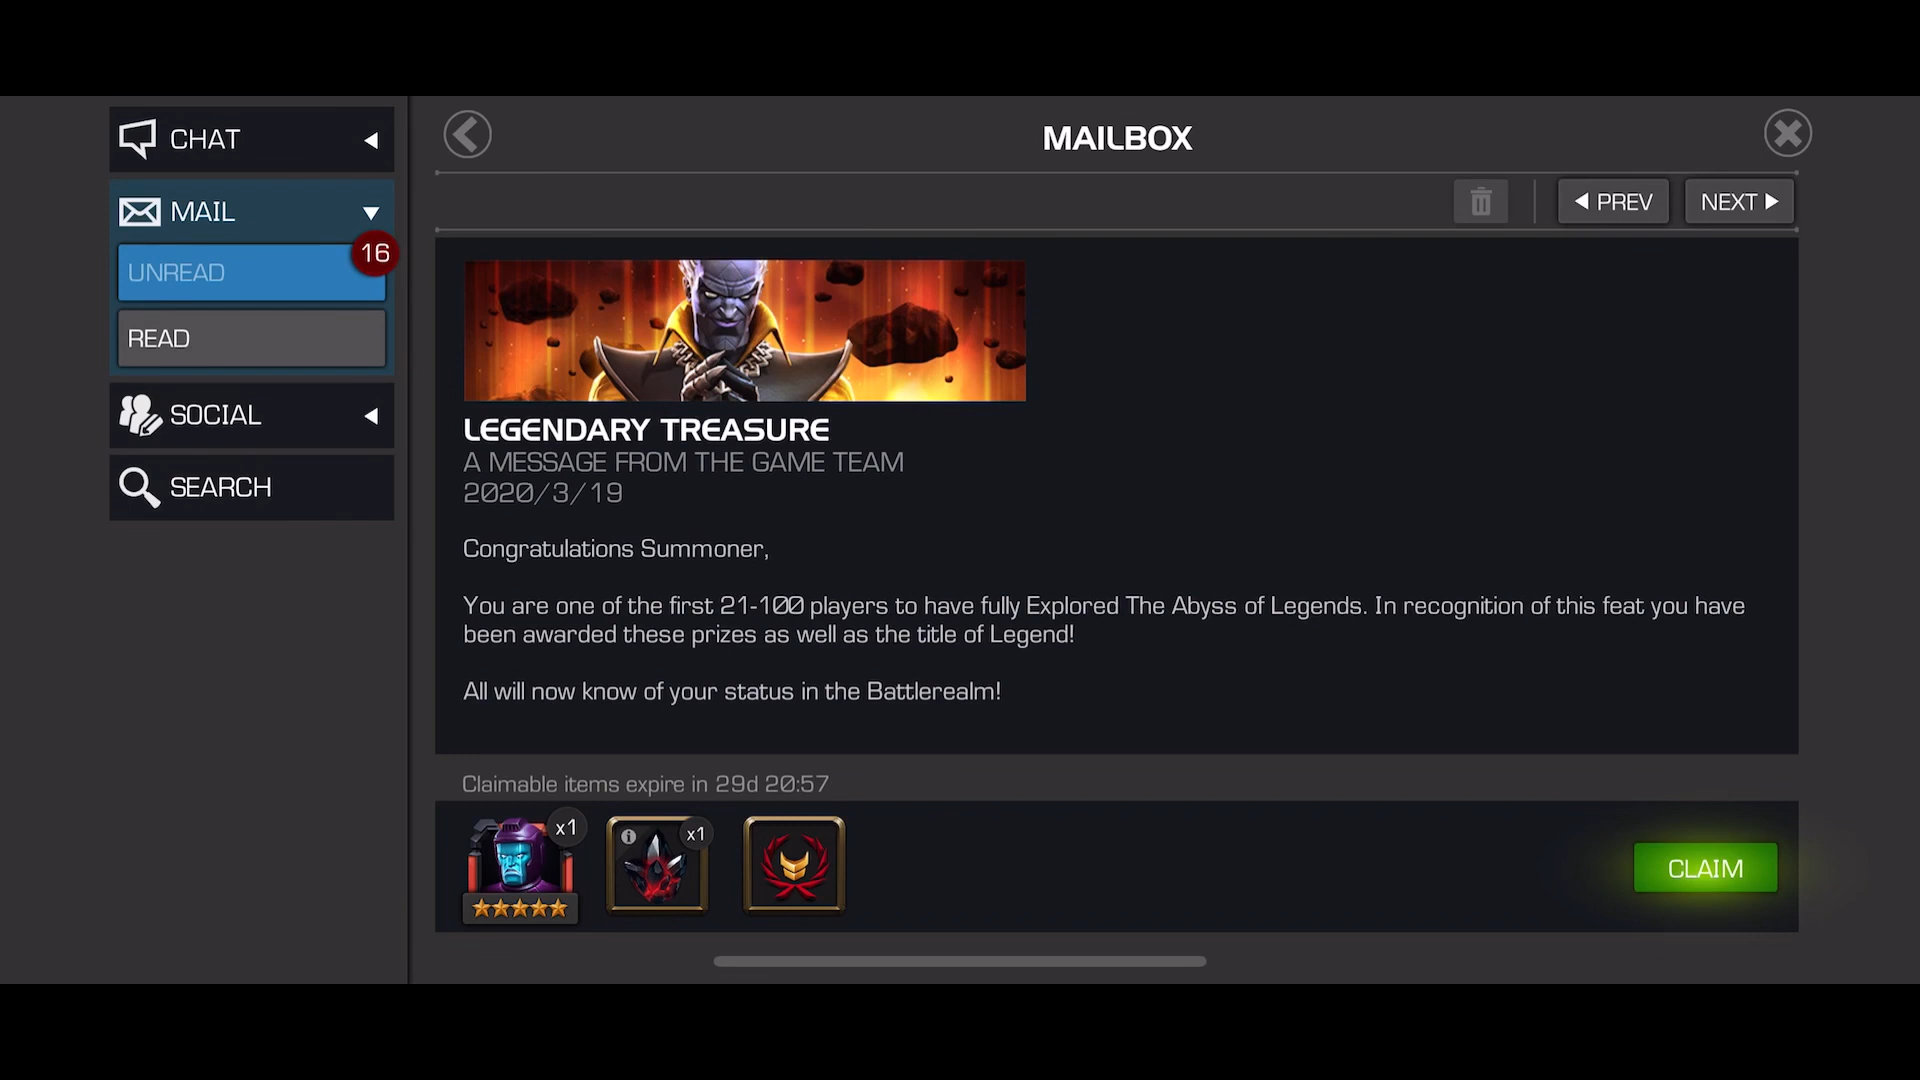 CHAT
MAIL
16
UNREAD
READ
SOCIAL
SEARCH
MAILBOX
PREV
NEXT
LEGENDARY TREASURE
A MESSAGE FROM THE GAME TEAM
2020/3/19
Congratulations Summoner,
You are one of the first 21-100 players to have fully Explored The Abyss of Legends. In recognition of this feat you have
been awarded these prizes as well as the title of Legend!
All will now know of your status in the Battlerealm!
Claimable items expire in 29d 20:57
x1
x1
CLAIM